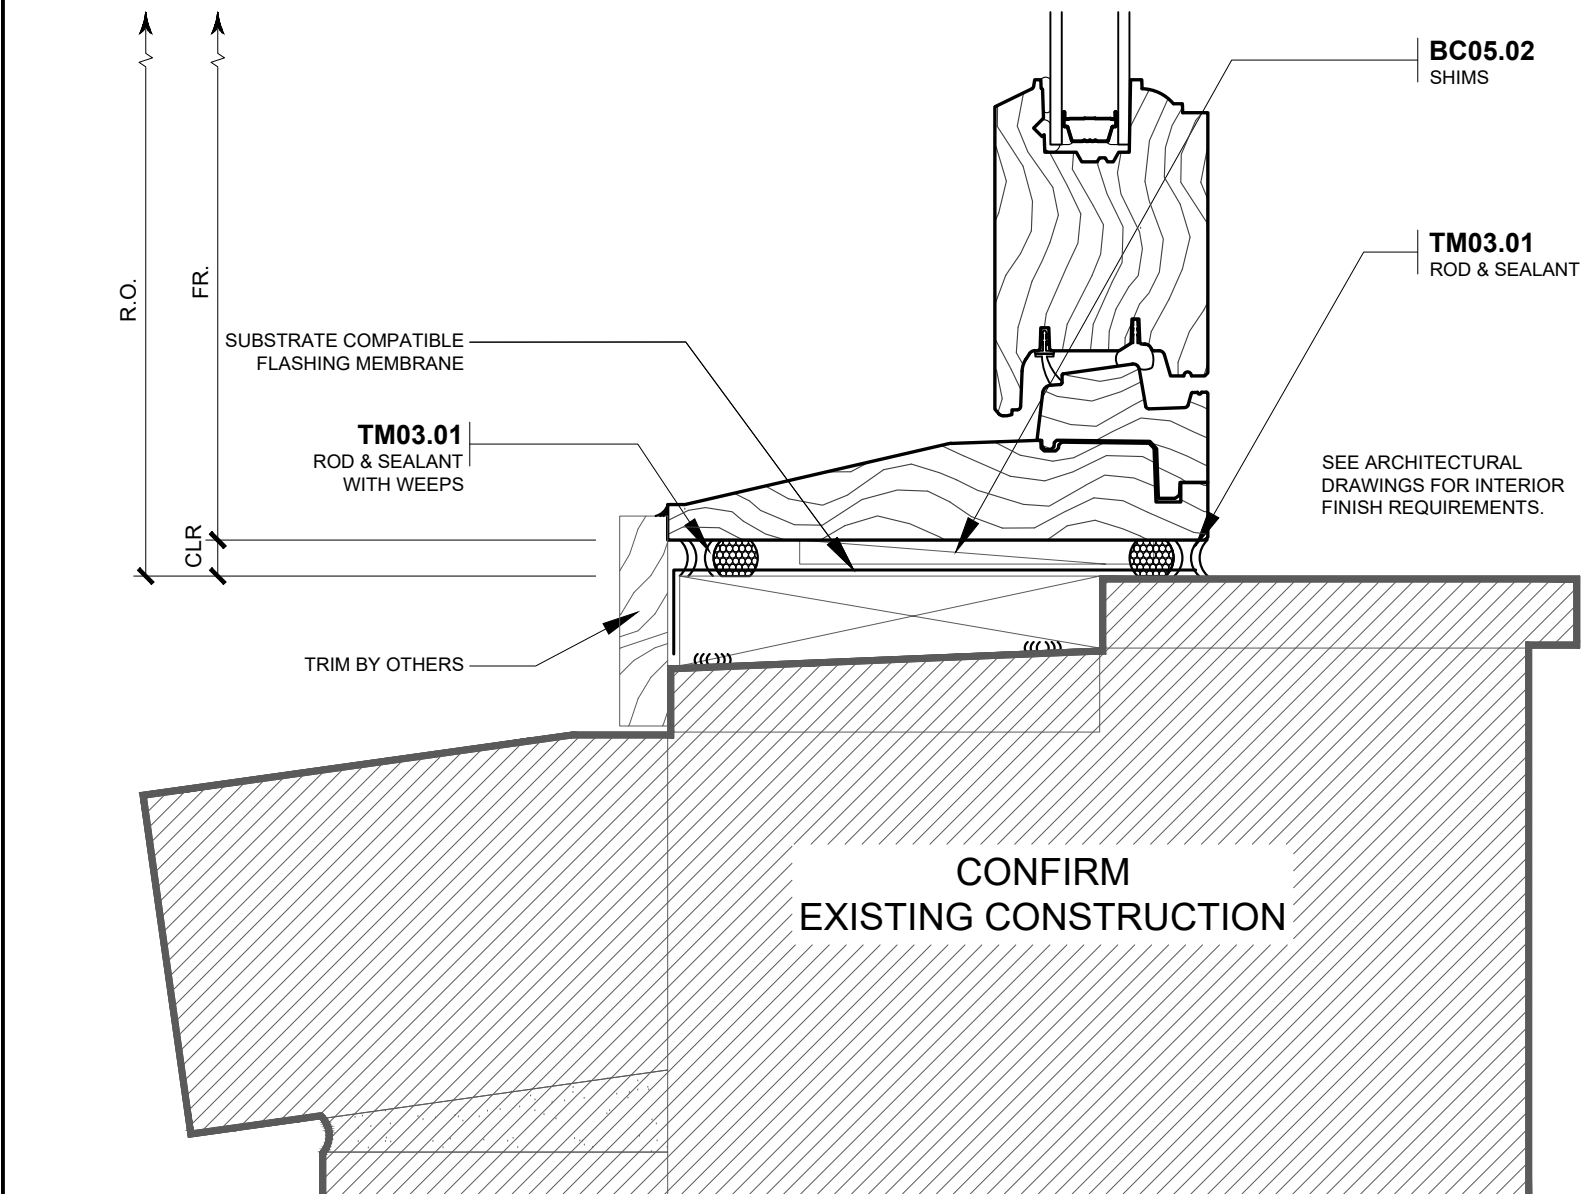 BC05.02
SHIMS
TM03.01
ROD & SEALANT
R.O.
FR.
SUBSTRATE COMPATIBLE
FLASHING MEMBRANE
TM03.01
ROD & SEALANT
WITH WEEPS
SEE ARCHITECTURAL
DRAWINGS FOR INTERIOR
FINISH REQUIREMENTS.
CLR
TRIM BY OTHERS
CONFIRM
EXISTING CONSTRUCTION